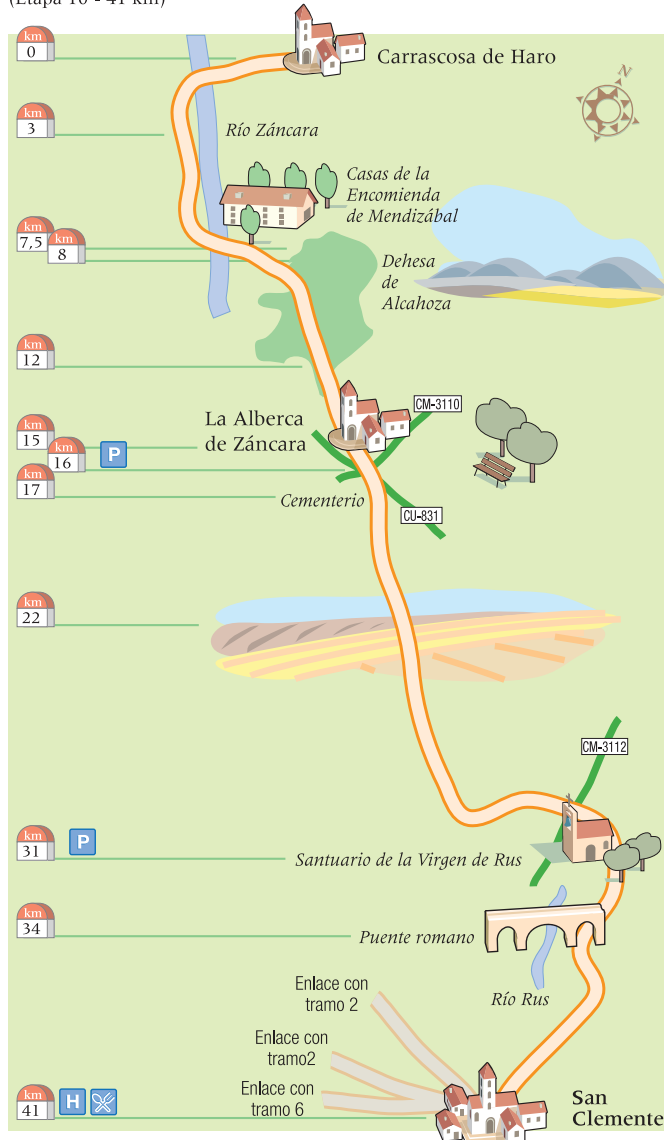 (Etapa 10 - 41 km)
km
0
Carrascosa de Haro
N
km
3
Río Záncara
Casas de la
Encomienda
de Mendizábal
km
7,5
km
8
Dehesa
de
Alcahoza
km
12
CM-3110
La Alberca
de Záncara
km
15
km
16
P
km
17
Cementerio
CU-831
km
22
CM-3112
km
31
P
Santuario de la Virgen de Rus
km
34
Puente romano
Río Rus
Enlace con
tramo 2
Enlace con
tramo2
Enlace con
tramo 6
km
41
H
San
Clemente